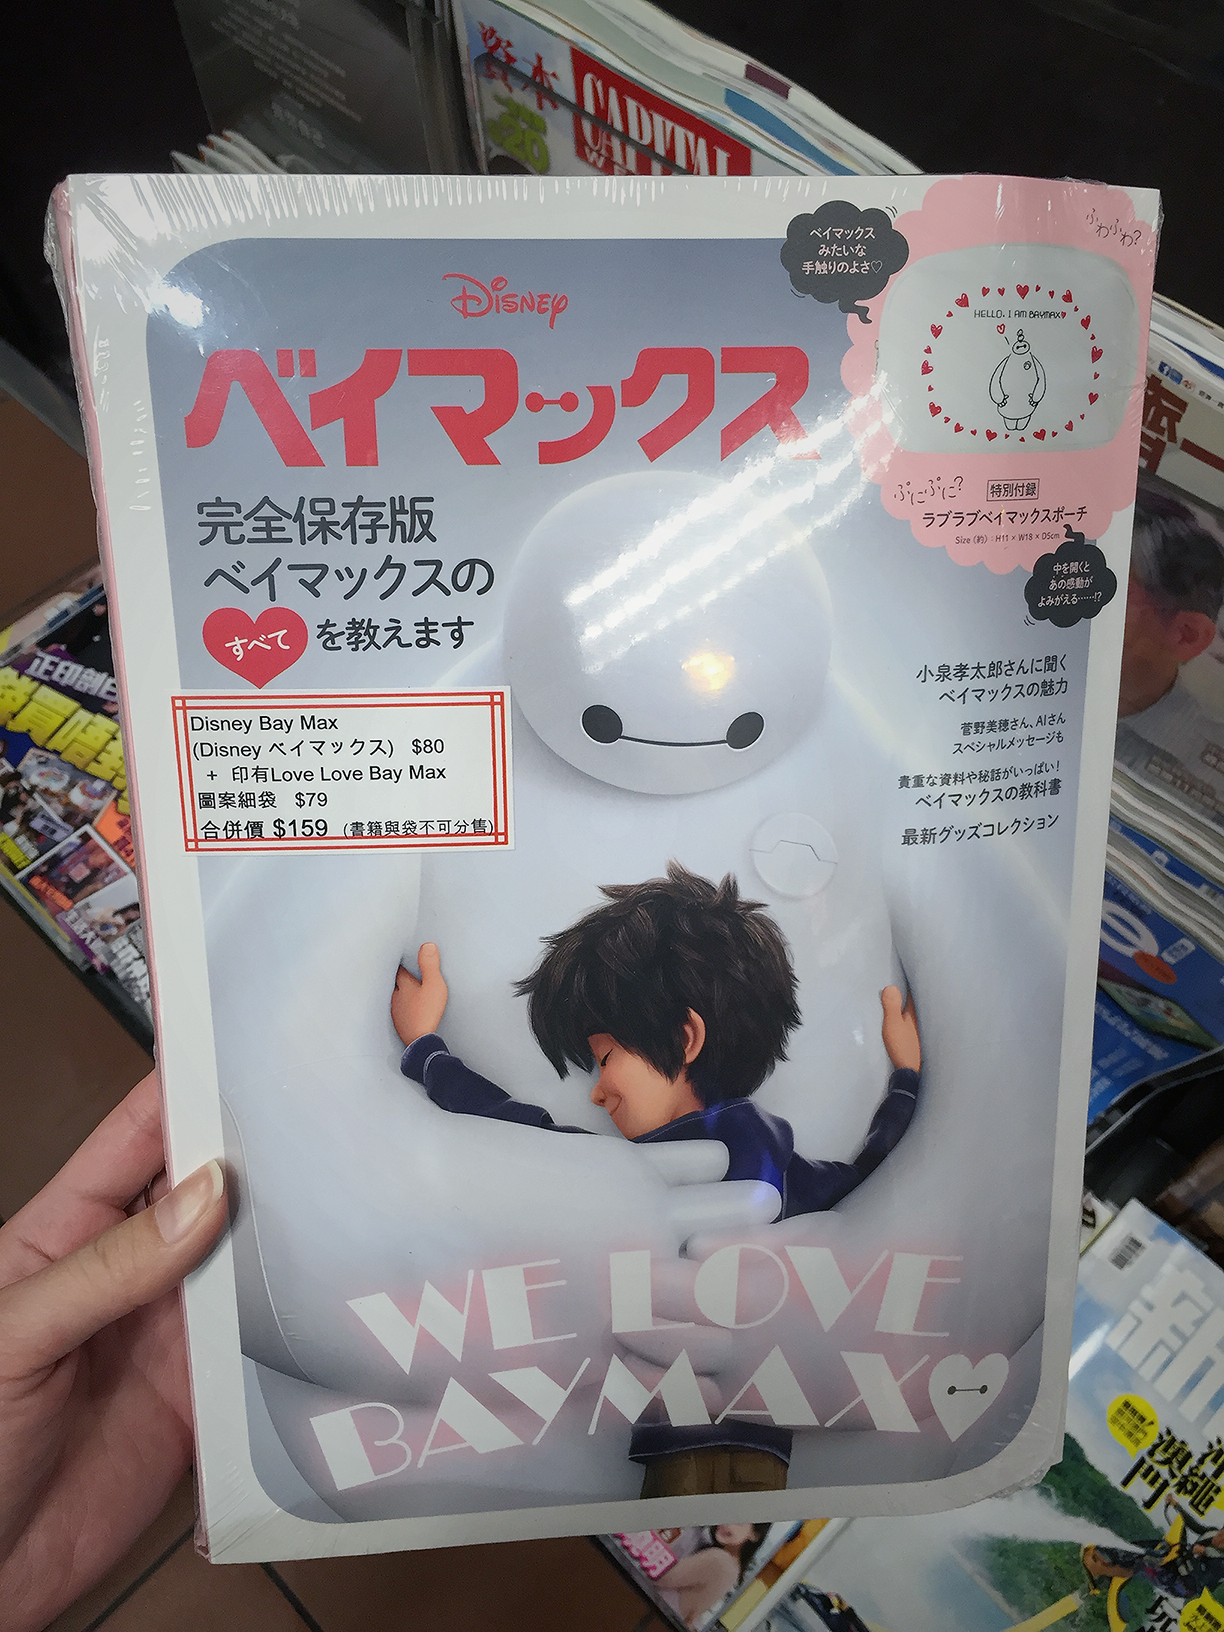 資本
CAPITAL
DISNEY
ベイマックス
完全保存版
ベイマックスの
すべて を教えます
Disney Bay Max
(Disney ベイマックス) $80
+ 印有Love Love Bay Max
圖案細袋 $79
合併價 $159 (書籍與袋不可分售)
ベイマックス
みたいな
手触りのよさ♡
ふわふわ?
HELLO, I AM BAYMAX♥
ぷにぷに?
特別付録
ラブラブベイマックスポーチ
Size (約) : H11 × W18 × D5cm
中を開くと
あの感動が
よみがえる……!?
小泉孝太郎さんに聞く
ベイマックスの魅力
菅野美穂さん、AIさん
スペシャルメッセージも
貴重な資料や秘話がいっぱい!
ベイマックスの教科書
最新グッズコレクション
WE LOVE
BAYMAX
新
澳門